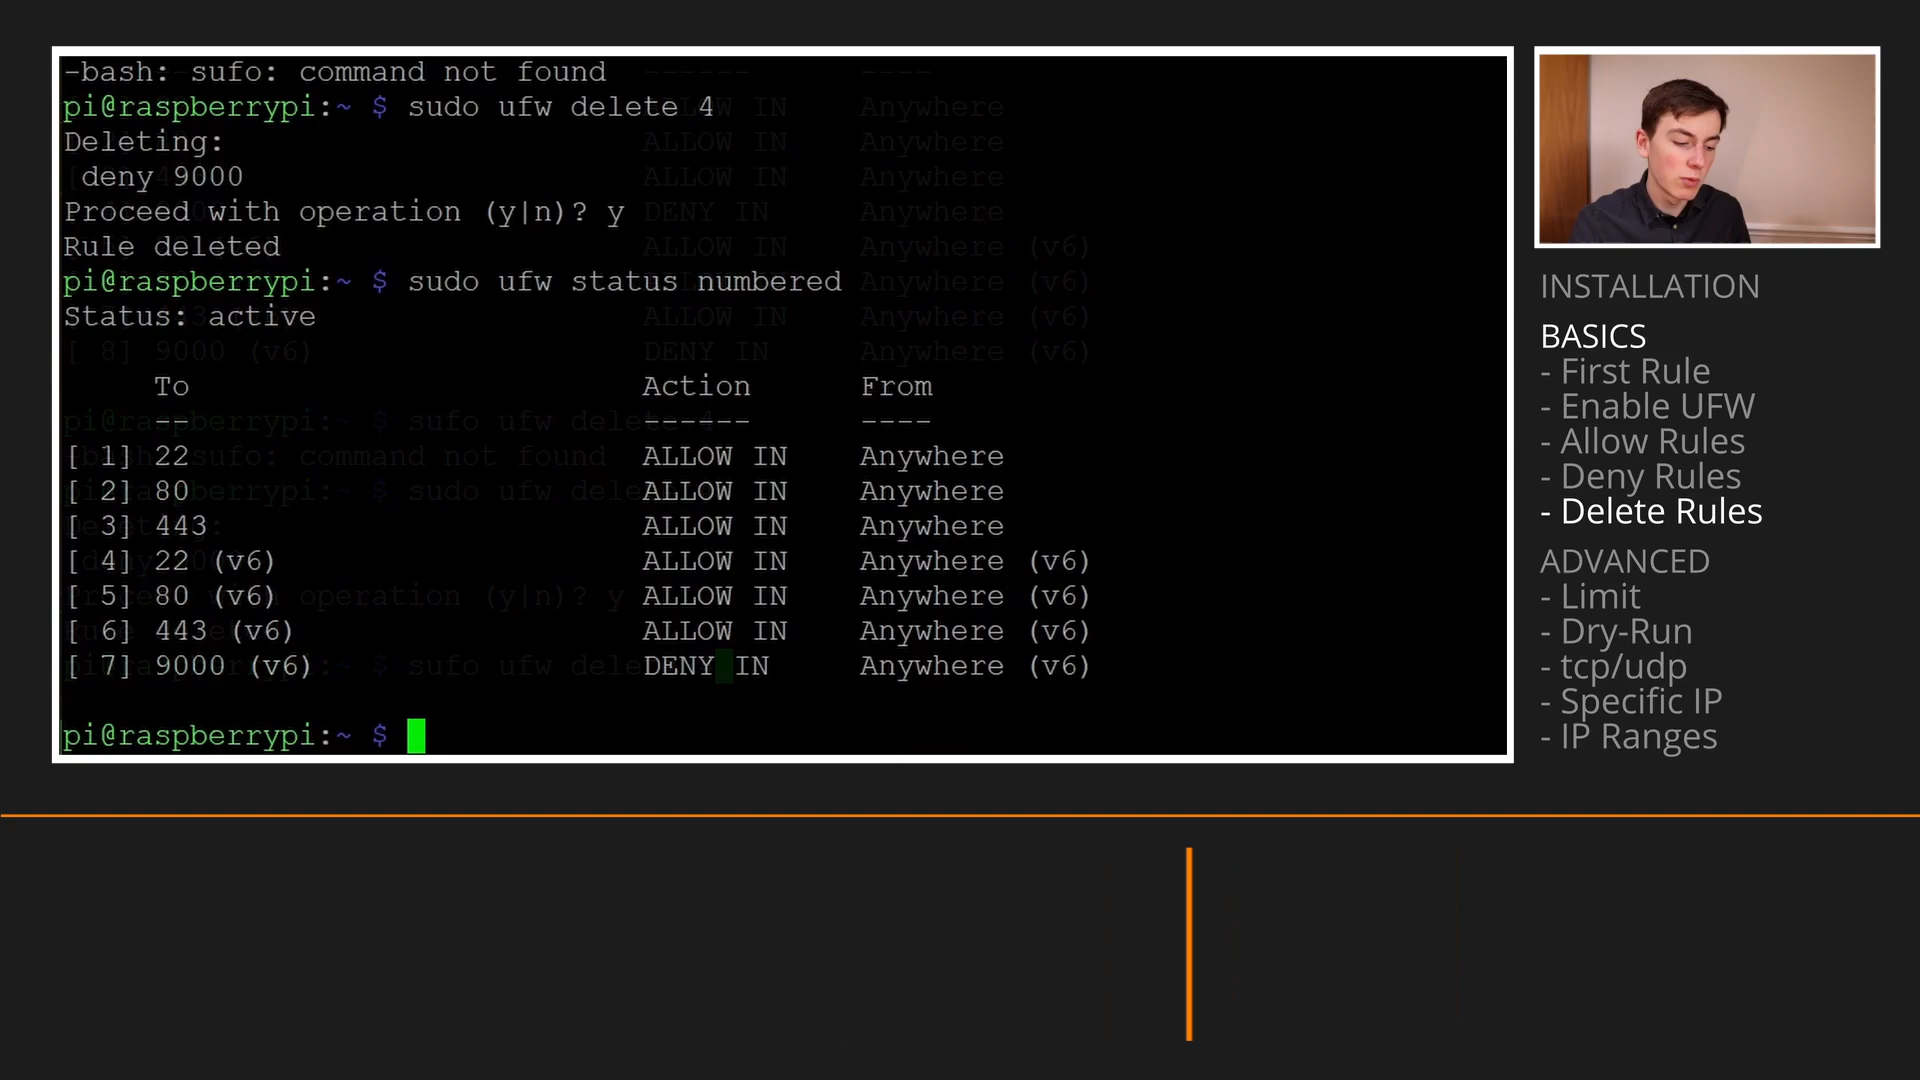 -bash: sufo: command not found
pi@raspberrypi:~ $ sudo ufw delete 4
Deleting:
 deny 9000
Proceed with operation (y|n)? y
Rule deleted
pi@raspberrypi:~ $ sudo ufw status numbered
Status: active
To Action From
-- ------ ----
[ 1] 22 ALLOW IN Anywhere
[ 2] 80 ALLOW IN Anywhere
[ 3] 443 ALLOW IN Anywhere
[ 4] 22 (v6) ALLOW IN Anywhere (v6)
[ 5] 80 (v6) ALLOW IN Anywhere (v6)
[ 6] 443 (v6) ALLOW IN Anywhere (v6)
[ 7] 9000 (v6) DENY IN Anywhere (v6)
pi@raspberrypi:~ $
INSTALLATION
BASICS
- First Rule
- Enable UFW
- Allow Rules
- Deny Rules
- Delete Rules
ADVANCED
- Limit
- Dry-Run
- tcp/udp
- Specific IP
- IP Ranges